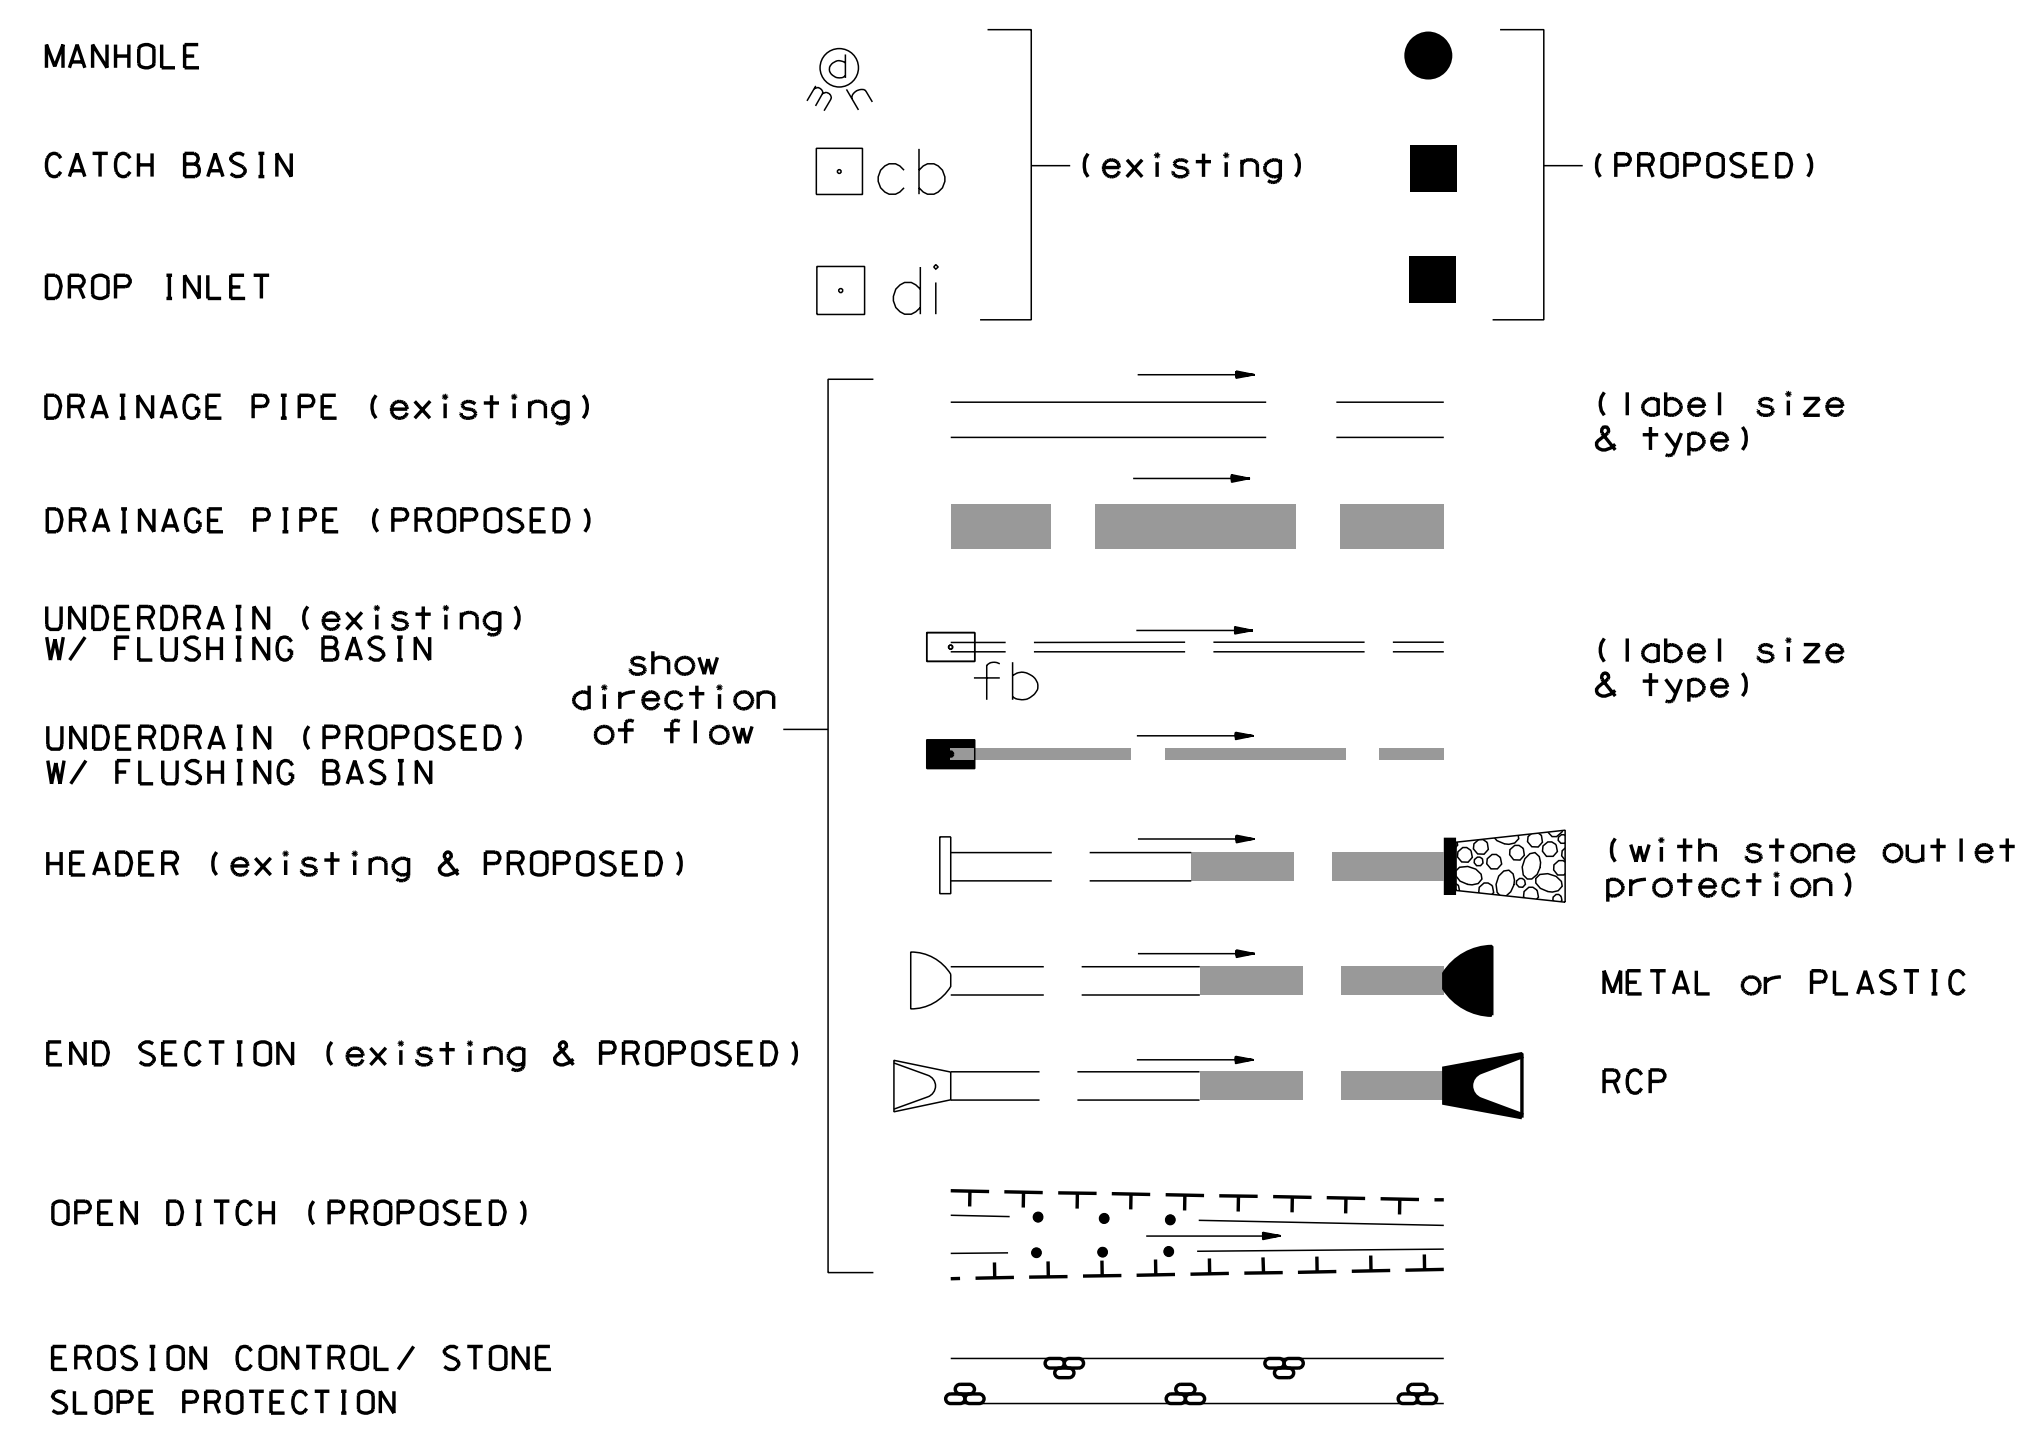 MANHOLE
d
mh
CATCH BASIN
cb
(existing)
(PROPOSED)
DROP INLET
di
DRAINAGE PIPE (existing)
(label size
& type)
DRAINAGE PIPE (PROPOSED)
UNDERDRAIN (existing)
W/ FLUSHING BASIN
fb
(label size
& type)
show
direction
of flow
UNDERDRAIN (PROPOSED)
W/ FLUSHING BASIN
HEADER (existing & PROPOSED)
(with stone outlet
protection)
METAL or PLASTIC
END SECTION (existing & PROPOSED)
RCP
OPEN DITCH (PROPOSED)
EROSION CONTROL/ STONE
SLOPE PROTECTION